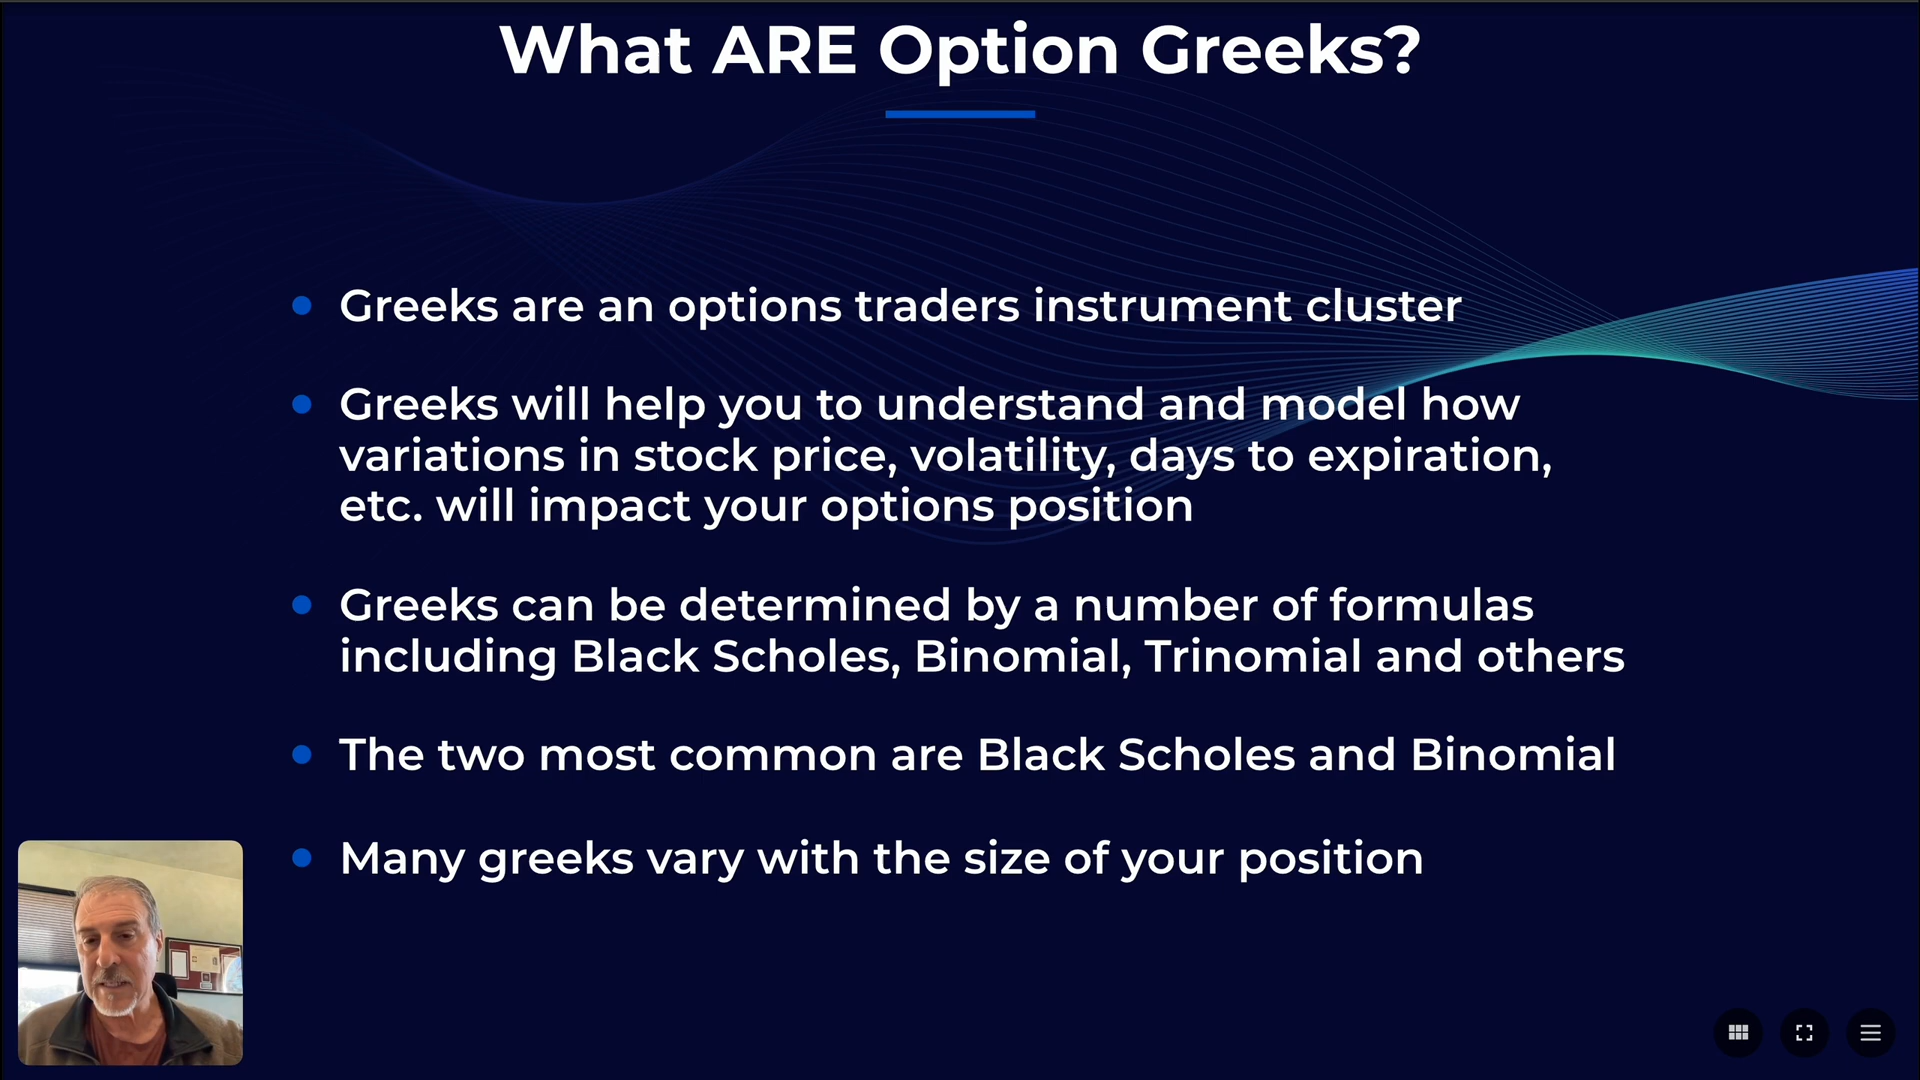 What ARE Option Greeks?
Greeks are an options traders instrument cluster
Greeks will help you to understand and model how
variations in stock price, volatility, days to expiration,
etc. will impact your options position
Greeks can be determined by a number of formulas
including Black Scholes, Binomial, Trinomial and others
The two most common are Black Scholes and Binomial
Many greeks vary with the size of your position